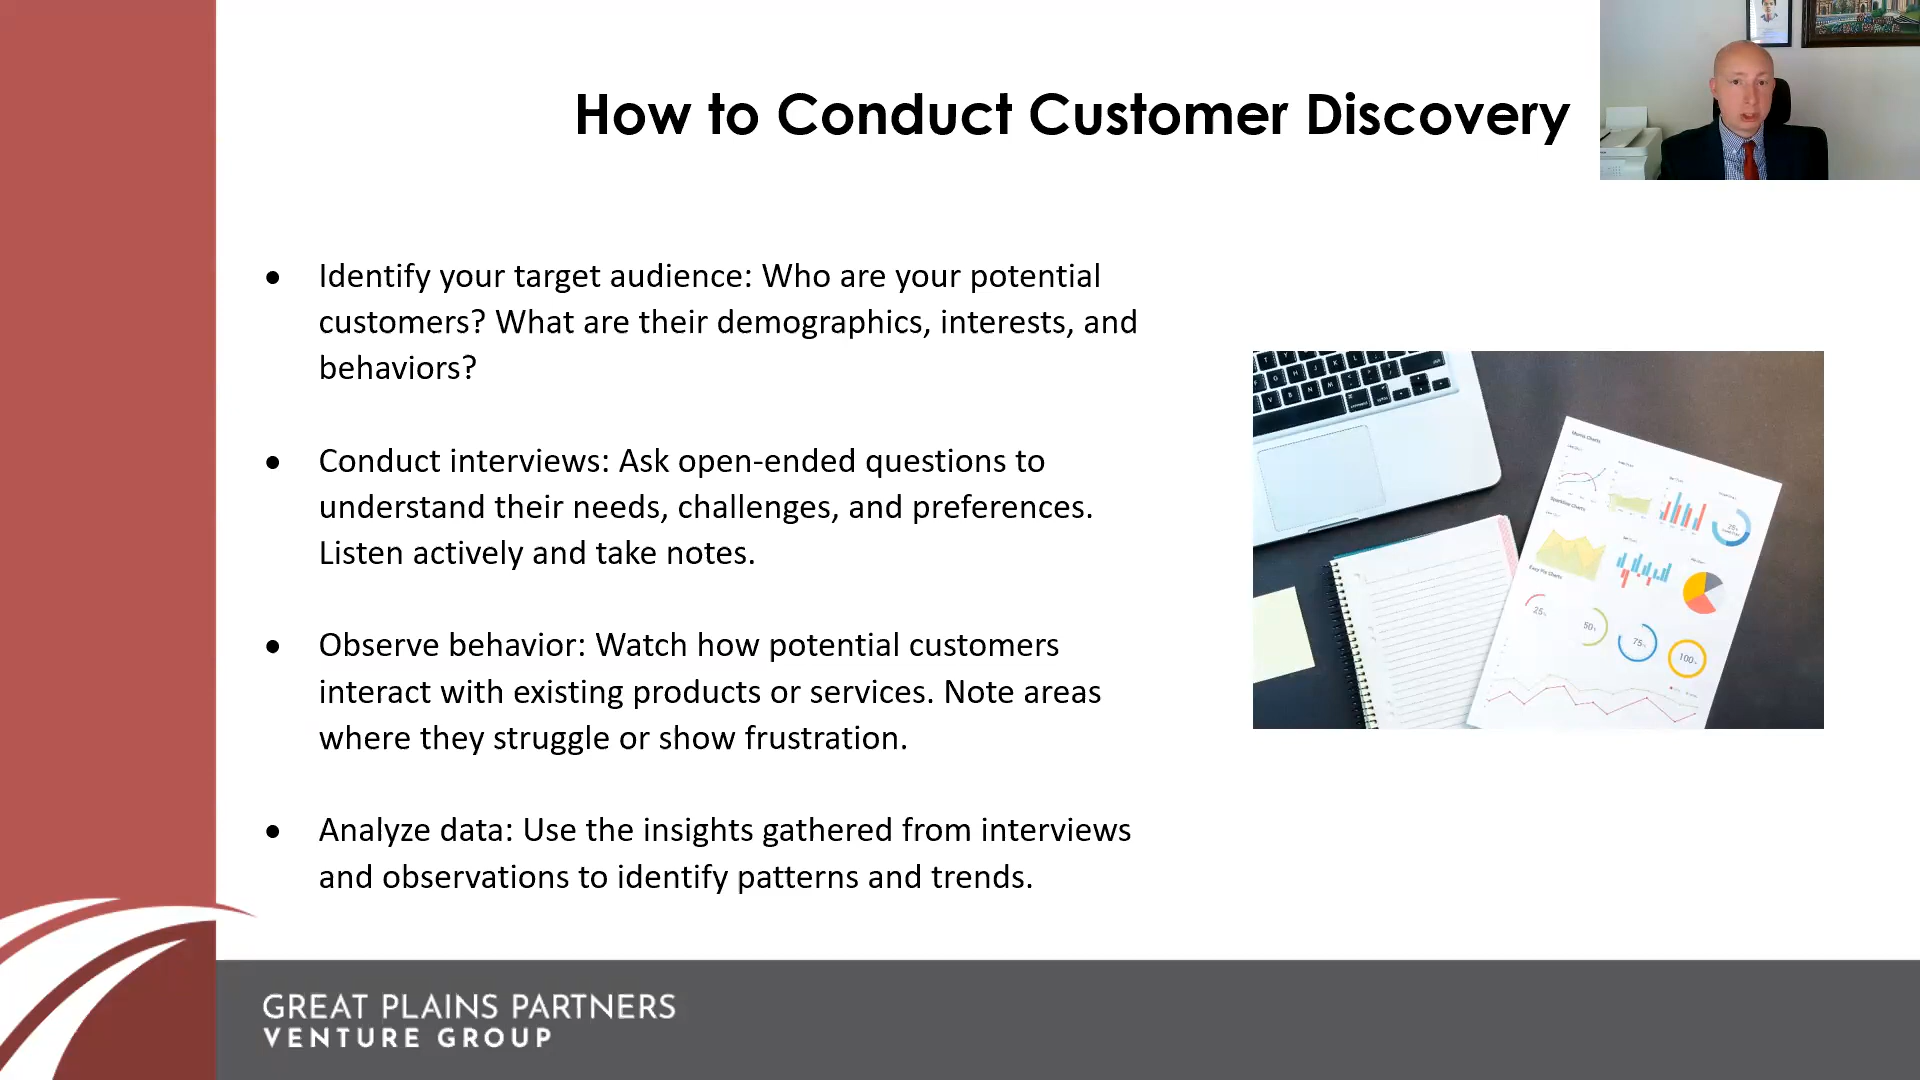 How to Conduct Customer Discovery
● Identify your target audience: Who are your potential
customers? What are their demographics, interests, and
behaviors?
● Conduct interviews: Ask open-ended questions to
understand their needs, challenges, and preferences.
Listen actively and take notes.
● Observe behavior: Watch how potential customers
interact with existing products or services. Note areas
where they struggle or show frustration.
● Analyze data: Use the insights gathered from interviews
and observations to identify patterns and trends.
25%
50%
75%
100%
GREAT PLAINS PARTNERS
VENTURE GROUP